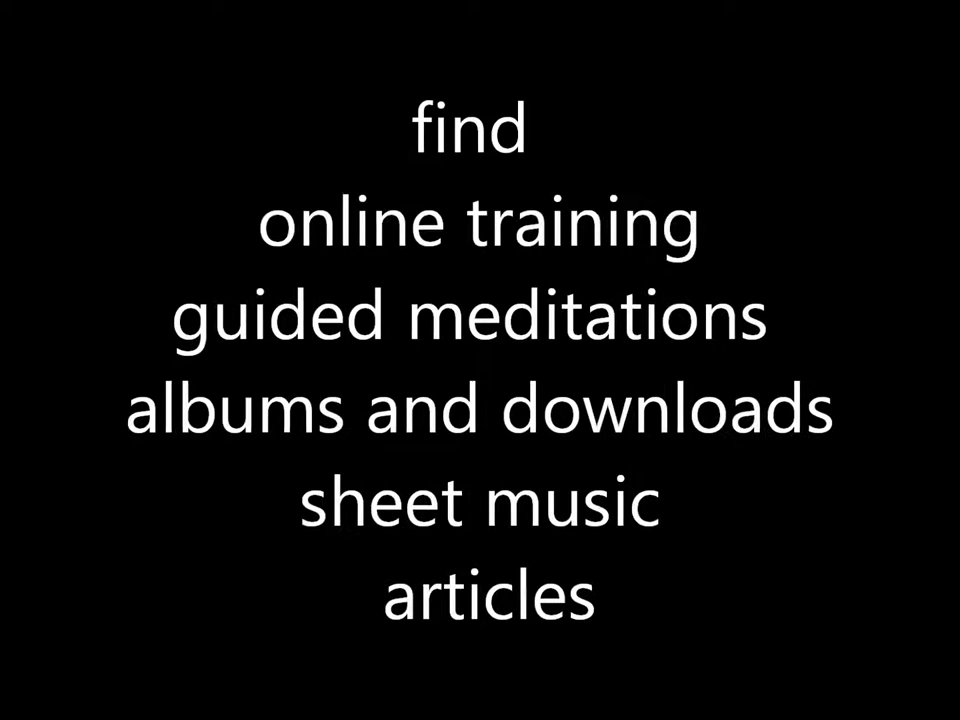 find
online training
guided meditations
albums and downloads
sheet music
articles